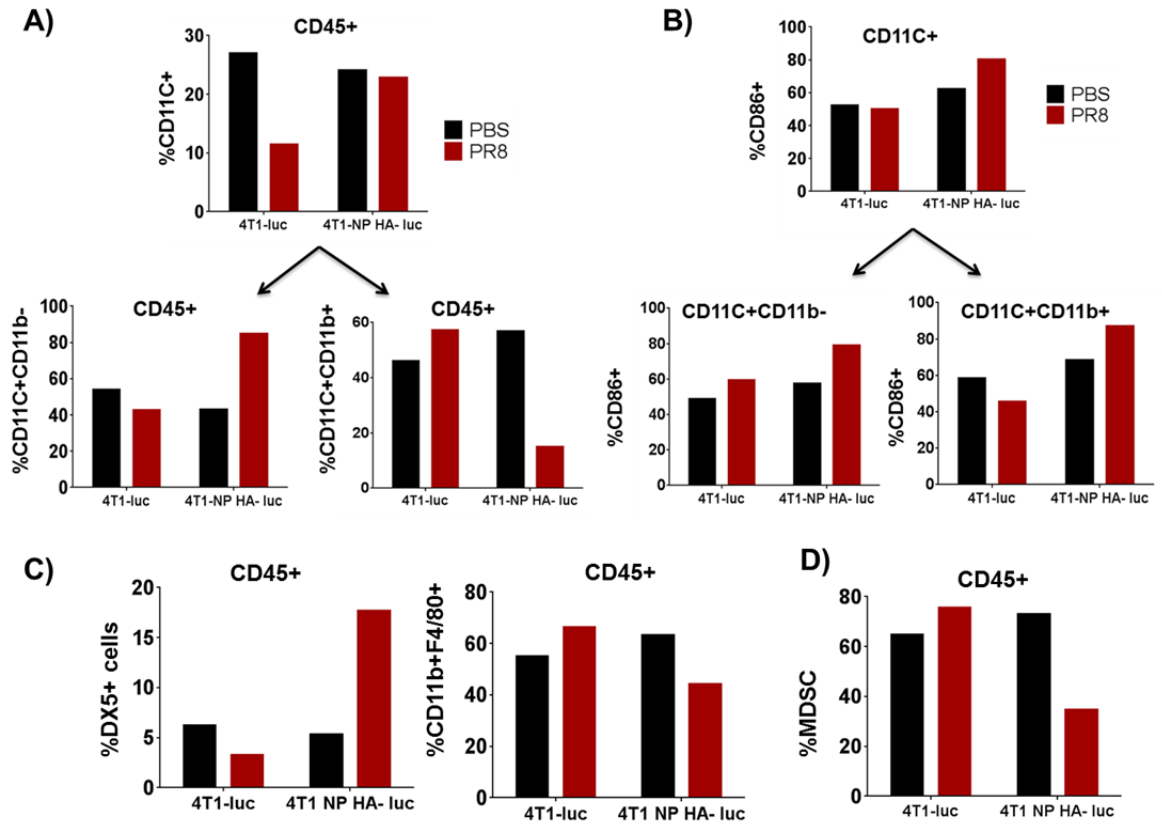 A)
CD45+
%CD11C+
30
20
10
0
4T1-luc
4T1-NP HA- luc
PBS
PR8
B)
CD11C+
%CD86+
100
80
60
40
20
0
4T1-luc
4T1-NP HA- luc
PBS
PR8
CD45+
%CD11C+CD11b-
100
80
60
40
20
0
4T1-luc
4T1-NP HA- luc
CD45+
%CD11C+CD11b+
60
40
20
0
4T1-luc
4T1-NP HA- luc
CD11C+CD11b-
%CD86+
100
80
60
40
20
0
4T1-luc
4T1-NP HA- luc
CD11C+CD11b+
%CD86+
100
80
60
40
20
0
4T1-luc
4T1-NP HA- luc
C)
CD45+
%DX5+ cells
20
15
10
5
0
4T1-luc
4T1 NP HA- luc
CD45+
%CD11b+F4/80+
80
60
40
20
0
4T1-luc
4T1 NP HA- luc
D)
CD45+
%MDSC
80
60
40
20
0
4T1-luc
4T1 NP HA- luc